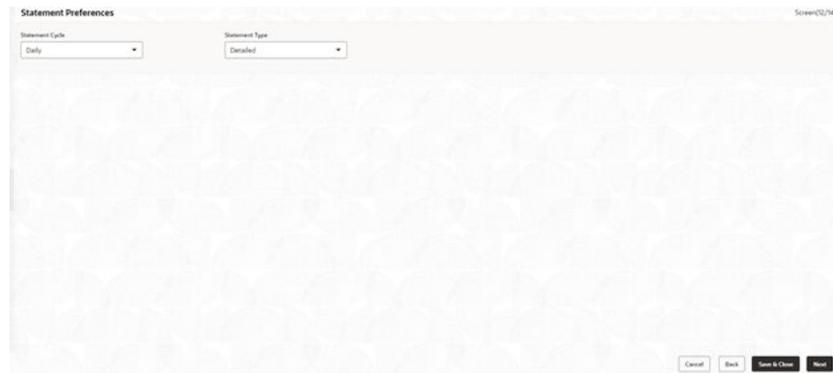 Statement Preferences
Screen(12/14
Statement Cycle
Statement Type
Daily
Detailed
Cancel
Back
Save & Close
Next